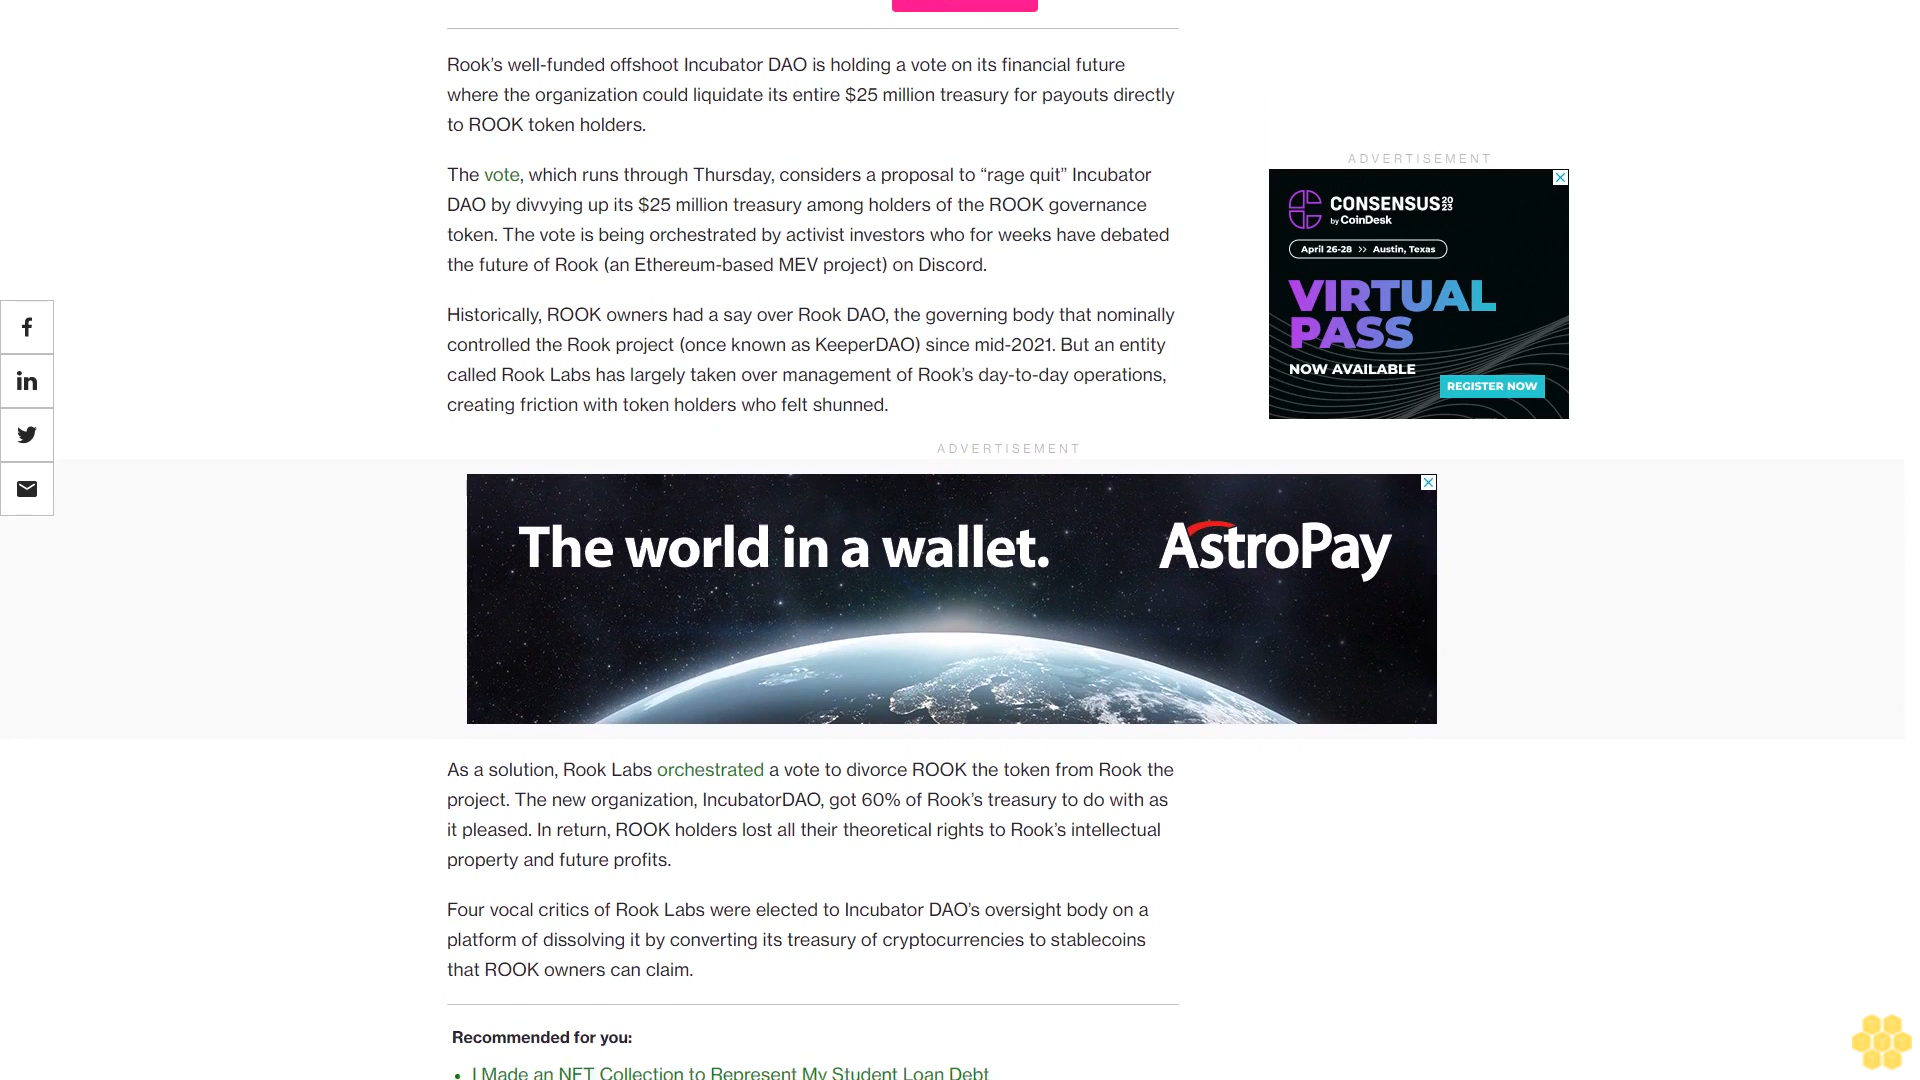 Rook’s well-funded offshoot Incubator DAO is holding a vote on its financial future
where the organization could liquidate its entire $25 million treasury for payouts directly
to ROOK token holders.
The vote, which runs through Thursday, considers a proposal to “rage quit” Incubator
DAO by divvying up its $25 million treasury among holders of the ROOK governance
token. The vote is being orchestrated by activist investors who for weeks have debated
the future of Rook (an Ethereum-based MEV project) on Discord.
Historically, ROOK owners had a say over Rook DAO, the governing body that nominally
controlled the Rook project (once known as KeeperDAO) since mid-2021. But an entity
called Rook Labs has largely taken over management of Rook’s day-to-day operations,
creating friction with token holders who felt shunned.
ADVERTISEMENT
CONSENSUS 2023
by CoinDesk
April 26-28 >> Austin, Texas
VIRTUAL
PASS
NOW AVAILABLE
REGISTER NOW
ADVERTISEMENT
The world in a wallet.
AstroPay
As a solution, Rook Labs orchestrated a vote to divorce ROOK the token from Rook the
project. The new organization, IncubatorDAO, got 60% of Rook’s treasury to do with as
it pleased. In return, ROOK holders lost all their theoretical rights to Rook’s intellectual
property and future profits.
Four vocal critics of Rook Labs were elected to Incubator DAO’s oversight body on a
platform of dissolving it by converting its treasury of cryptocurrencies to stablecoins
that ROOK owners can claim.
Recommended for you:
• I Made an NFT Collection to Represent My Student Loan Debt